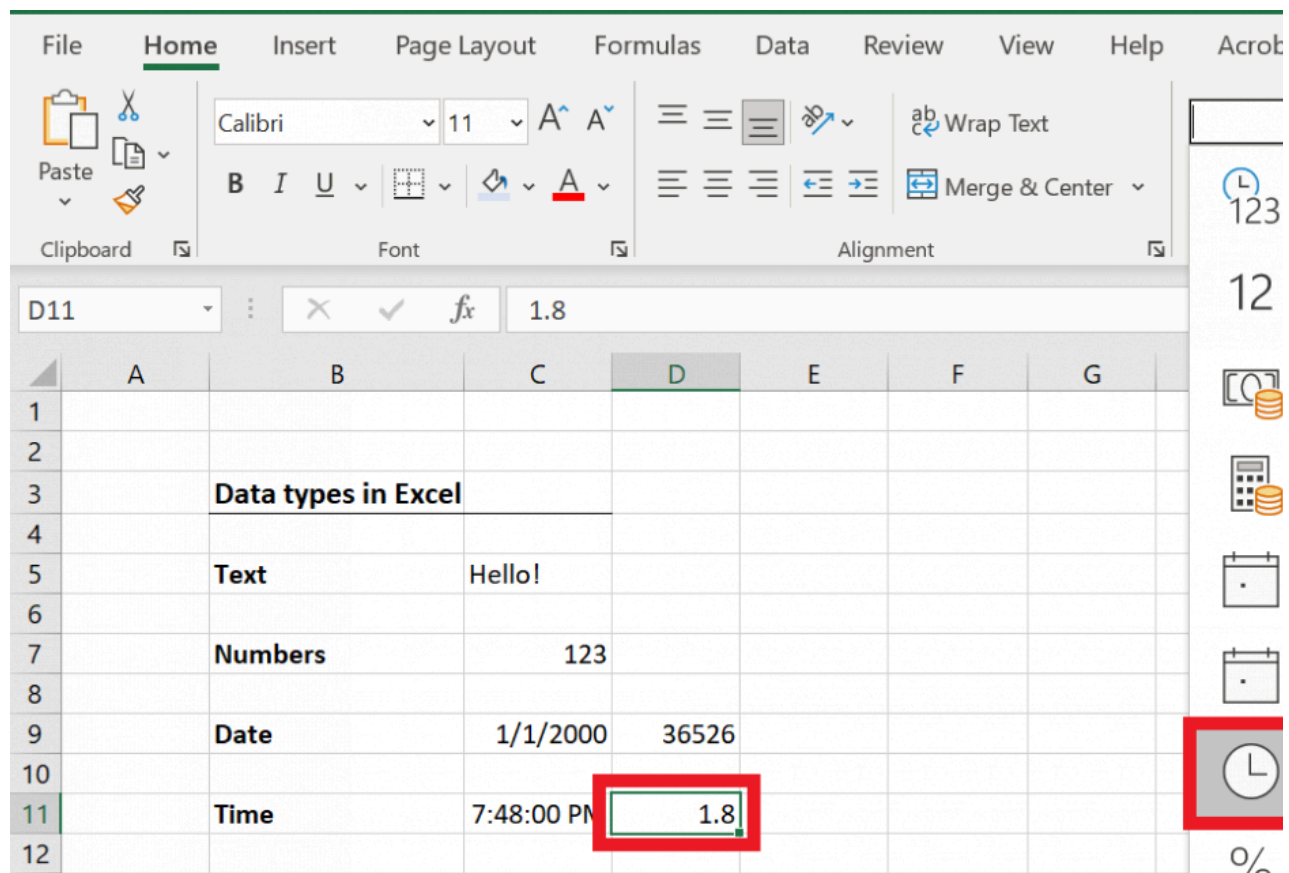 File Home Insert Page Layout Formulas Data Review View Help Acrob
Calibri 11 A A ab Wrap Text
Paste B I U A Merge & Center 123
Clipboard Font Alignment
12
D11 fx 1.8
A B C D E F G
1
2
3 Data types in Excel
4
5 Text Hello!
6
7 Numbers 123
8
9 Date 1/1/2000 36526
10
11 Time 7:48:00 PM 1.8
12 %